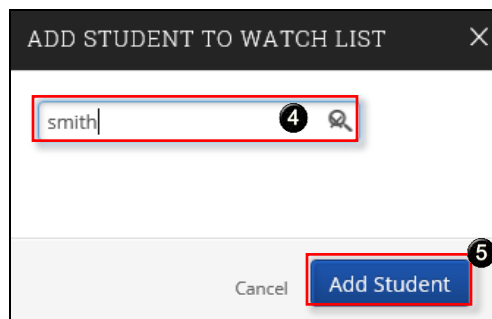 ADD STUDENT TO WATCH LIST
smith 4
5
Cancel Add Student